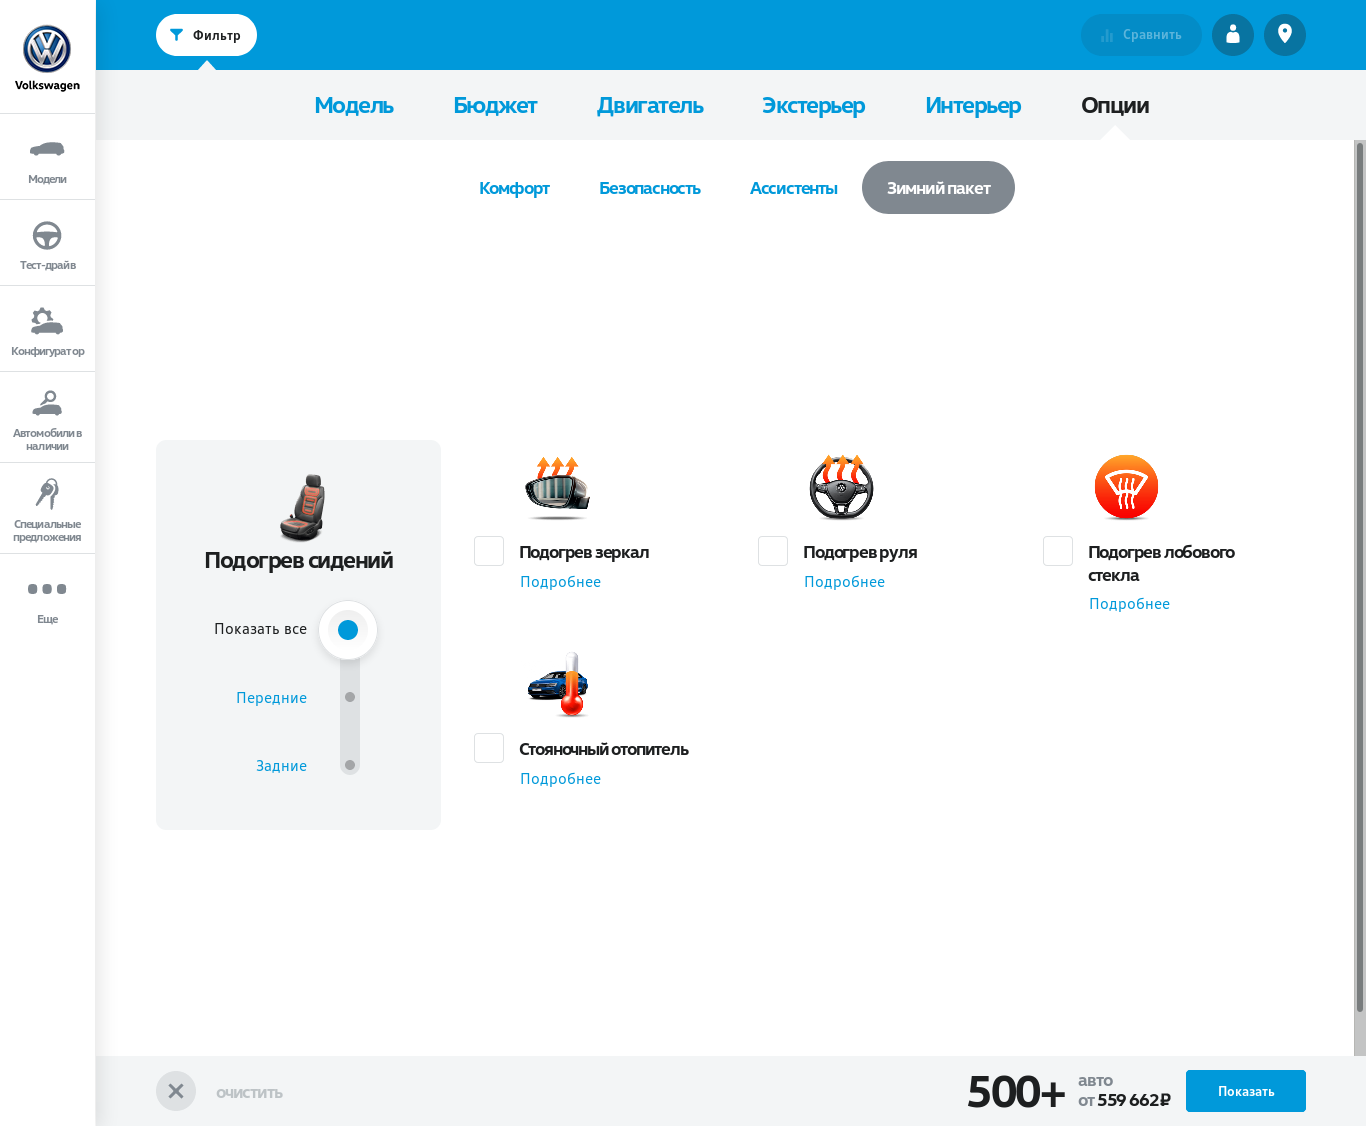 Volkswagen
Модели
Тест-драйв
Конфигуратор
Автомобили в
наличии
Специальные
предложения
Еще
Фильтр
Сравнить
Модель Бюджет Двигатель Экстерьер Интерьер Опции
Комфорт Безопасность Ассистенты Зимний пакет
Подогрев сидений
Показать все
Передние
Задние
Подогрев зеркал
Подробнее
Подогрев руля
Подробнее
Подогрев лобового
стекла
Подробнее
Стояночный отопитель
Подробнее
ОЧИСТИТЬ
500+
авто
от 559 662₽
Показать